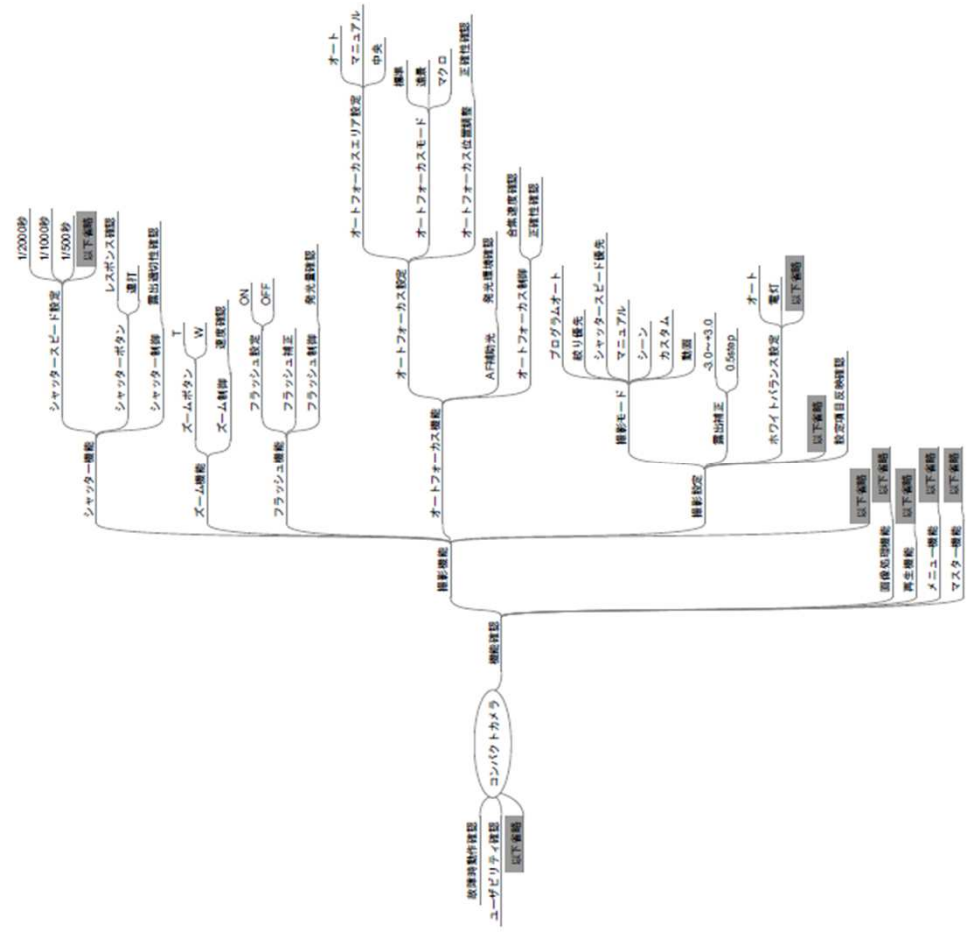 コンパクトカメラ
故障時動作確認
ユーザビリティ確認
以下省略
機能確認
撮影機能
シャッター機能
シャッタースピード設定
1/2000秒
1/1000秒
1/500秒
以下省略
シャッターボタン
レスポンス確認
連打
シャッター制御
露出適切性確認
ズーム機能
ズームボタン
T
W
ズーム制御
速度確認
フラッシュ機能
フラッシュ設定
ON
OFF
フラッシュ補正
フラッシュ制御
発光量確認
オートフォーカス機能
オートフォーカス設定
オートフォーカスエリア設定
オート
マニュアル
中央
オートフォーカスモード
標準
遠景
マクロ
オートフォーカス位置調整
正確性確認
AF補助光
発光環境確認
オートフォーカス制御
合焦速度確認
正確性確認
撮影設定
撮影モード
プログラムオート
絞り優先
シャッタースピード優先
マニュアル
シーン
カスタム
動画
露出補正
-3.0〜+3.0
0.5step
ホワイトバランス設定
オート
電灯
以下省略
以下省略
設定項目反映確認
以下省略
画像処理機能
以下省略
再生機能
以下省略
メニュー機能
以下省略
マスター機能
以下省略